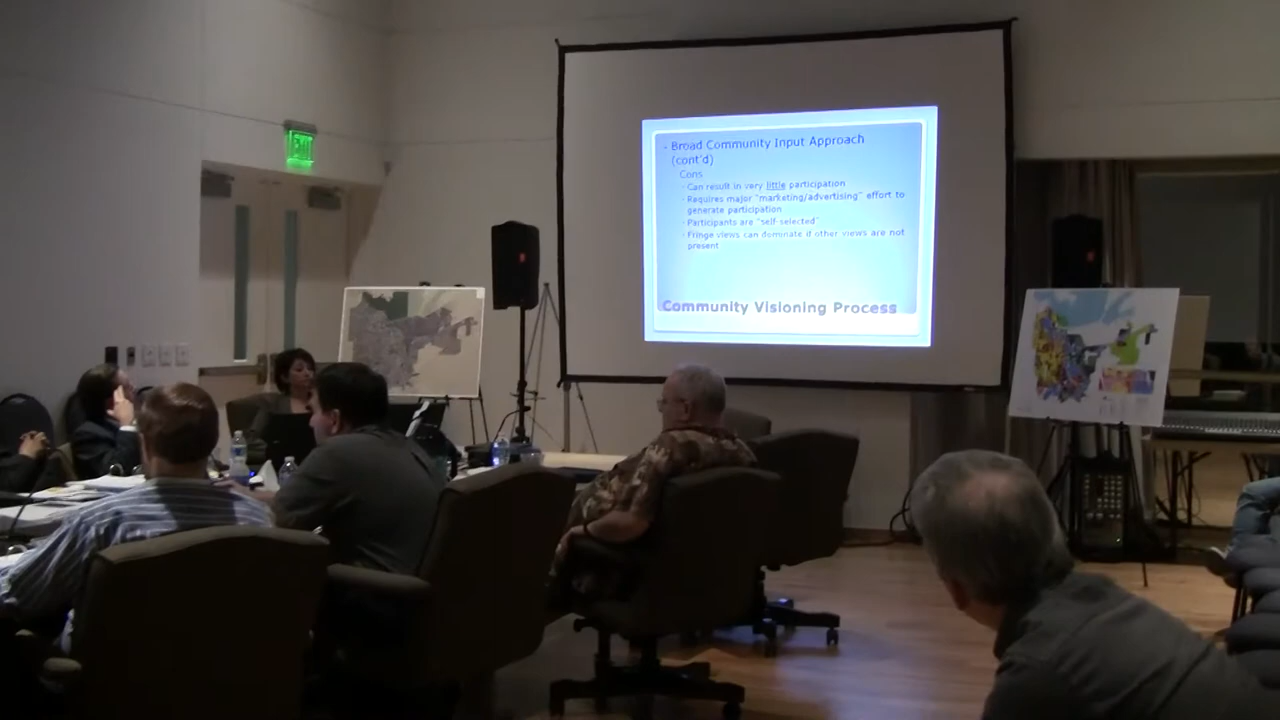 EXIT
Broad Community Input Approach
(cont'd)
Cons
Can result in very little participation
Requires major "marketing/advertising" effort to
generate participation
Participants are "self-selected"
Fringe views can dominate if other views are not
present
Community Visioning Process